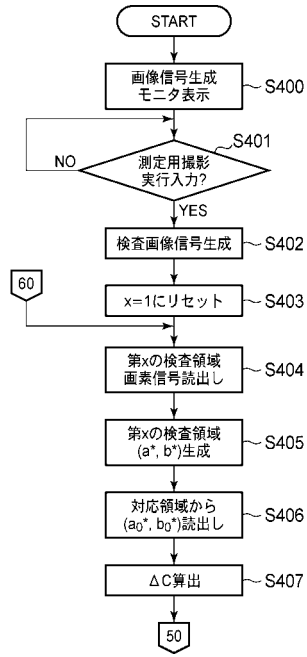 START
画像信号生成
モニタ表示
S400
S401
NO
測定用撮影
実行入力?
YES
検査画像信号生成
S402
60
x=1にリセット
S403
第xの検査領域
画素信号読出し
S404
第xの検査領域
(a*, b*)生成
S405
対応領域から
(a0*, b0*)読出し
S406
ΔC算出
S407
50